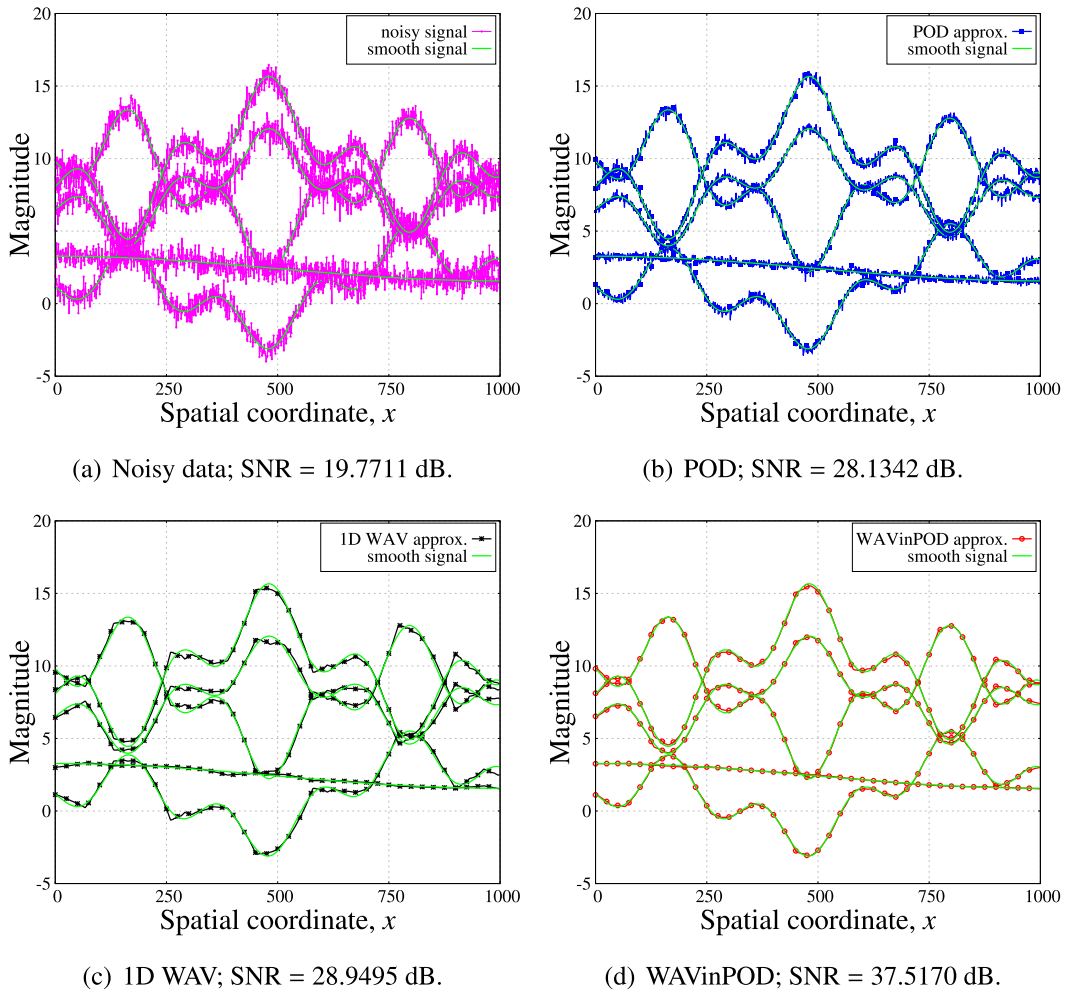 20
15
10
5
0
-5
Magnitude
noisy signal
smooth signal
0 250 500 750 1000
Spatial coordinate, x
(a) Noisy data; SNR = 19.7711 dB.
20
15
10
5
0
-5
Magnitude
POD approx.
smooth signal
0 250 500 750 1000
Spatial coordinate, x
(b) POD; SNR = 28.1342 dB.
20
15
10
5
0
-5
Magnitude
1D WAV approx.
smooth signal
0 250 500 750 1000
Spatial coordinate, x
(c) 1D WAV; SNR = 28.9495 dB.
20
15
10
5
0
-5
Magnitude
WAVinPOD approx.
smooth signal
0 250 500 750 1000
Spatial coordinate, x
(d) WAVinPOD; SNR = 37.5170 dB.